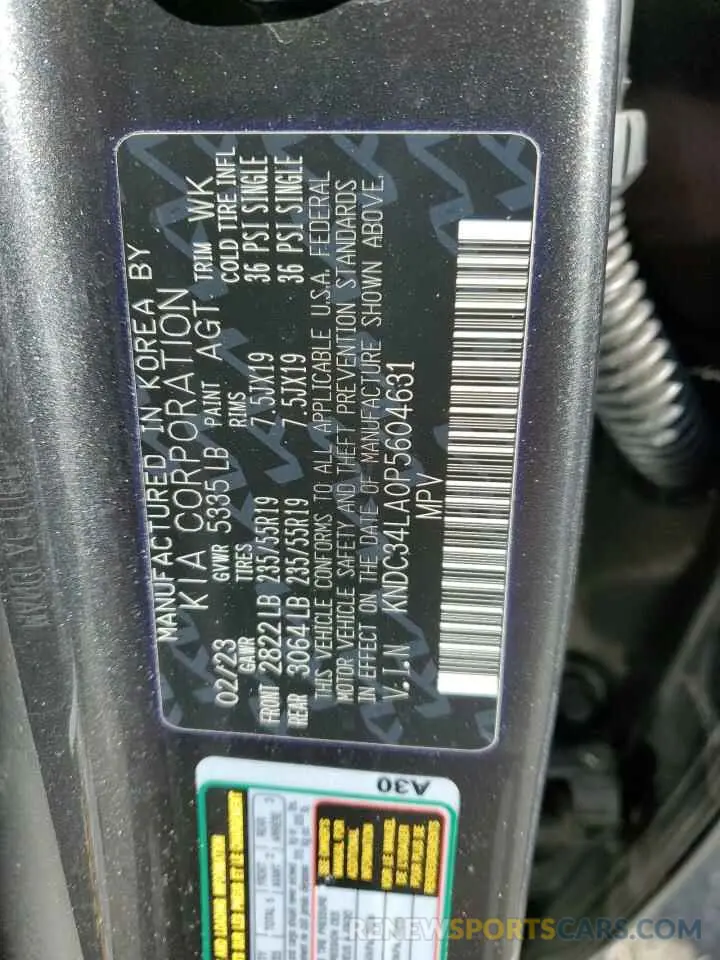 MANUFACTURED IN KOREA BY
KIA CORPORATION
02/23 GVWR 5335 LB PAINT AGT TRIM WK
GAWR TIRES RIMS COLD TIRE INFL
FRONT 2822 LB 235/55R19 7.5JX19 36 PSI SINGLE
REAR 3064 LB 235/55R19 7.5JX19 36 PSI SINGLE
THIS VEHICLE CONFORMS TO ALL APPLICABLE U.S.A. FEDERAL
MOTOR VEHICLE SAFETY AND THEFT PREVENTION STANDARDS
IN EFFECT ON THE DATE OF MANUFACTURE SHOWN ABOVE.
V.I.N KNDC34LA0P5604631
MPV
A30
RENEWSPORTSCARS.COM